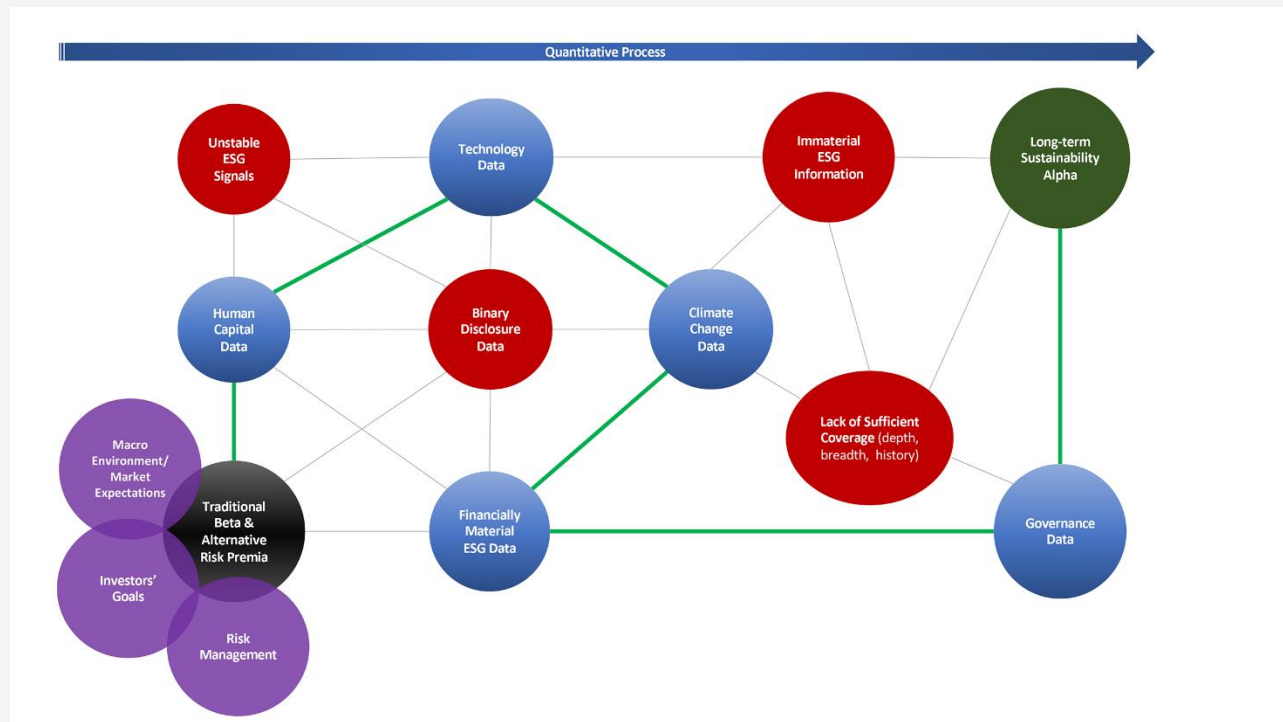 Quantitative Process
Unstable
ESG
Signals
Technology
Data
Immaterial
ESG
Information
Long-term
Sustainability
Alpha
Human
Capital
Data
Binary
Disclosure
Data
Climate
Change
Data
Lack of Sufficient
Coverage (depth,
breadth, history)
Macro
Environment/
Market
Expectations
Traditional
Beta &
Alternative
Risk Premia
Financially
Material
ESG Data
Governance
Data
Investors'
Goals
Risk
Management